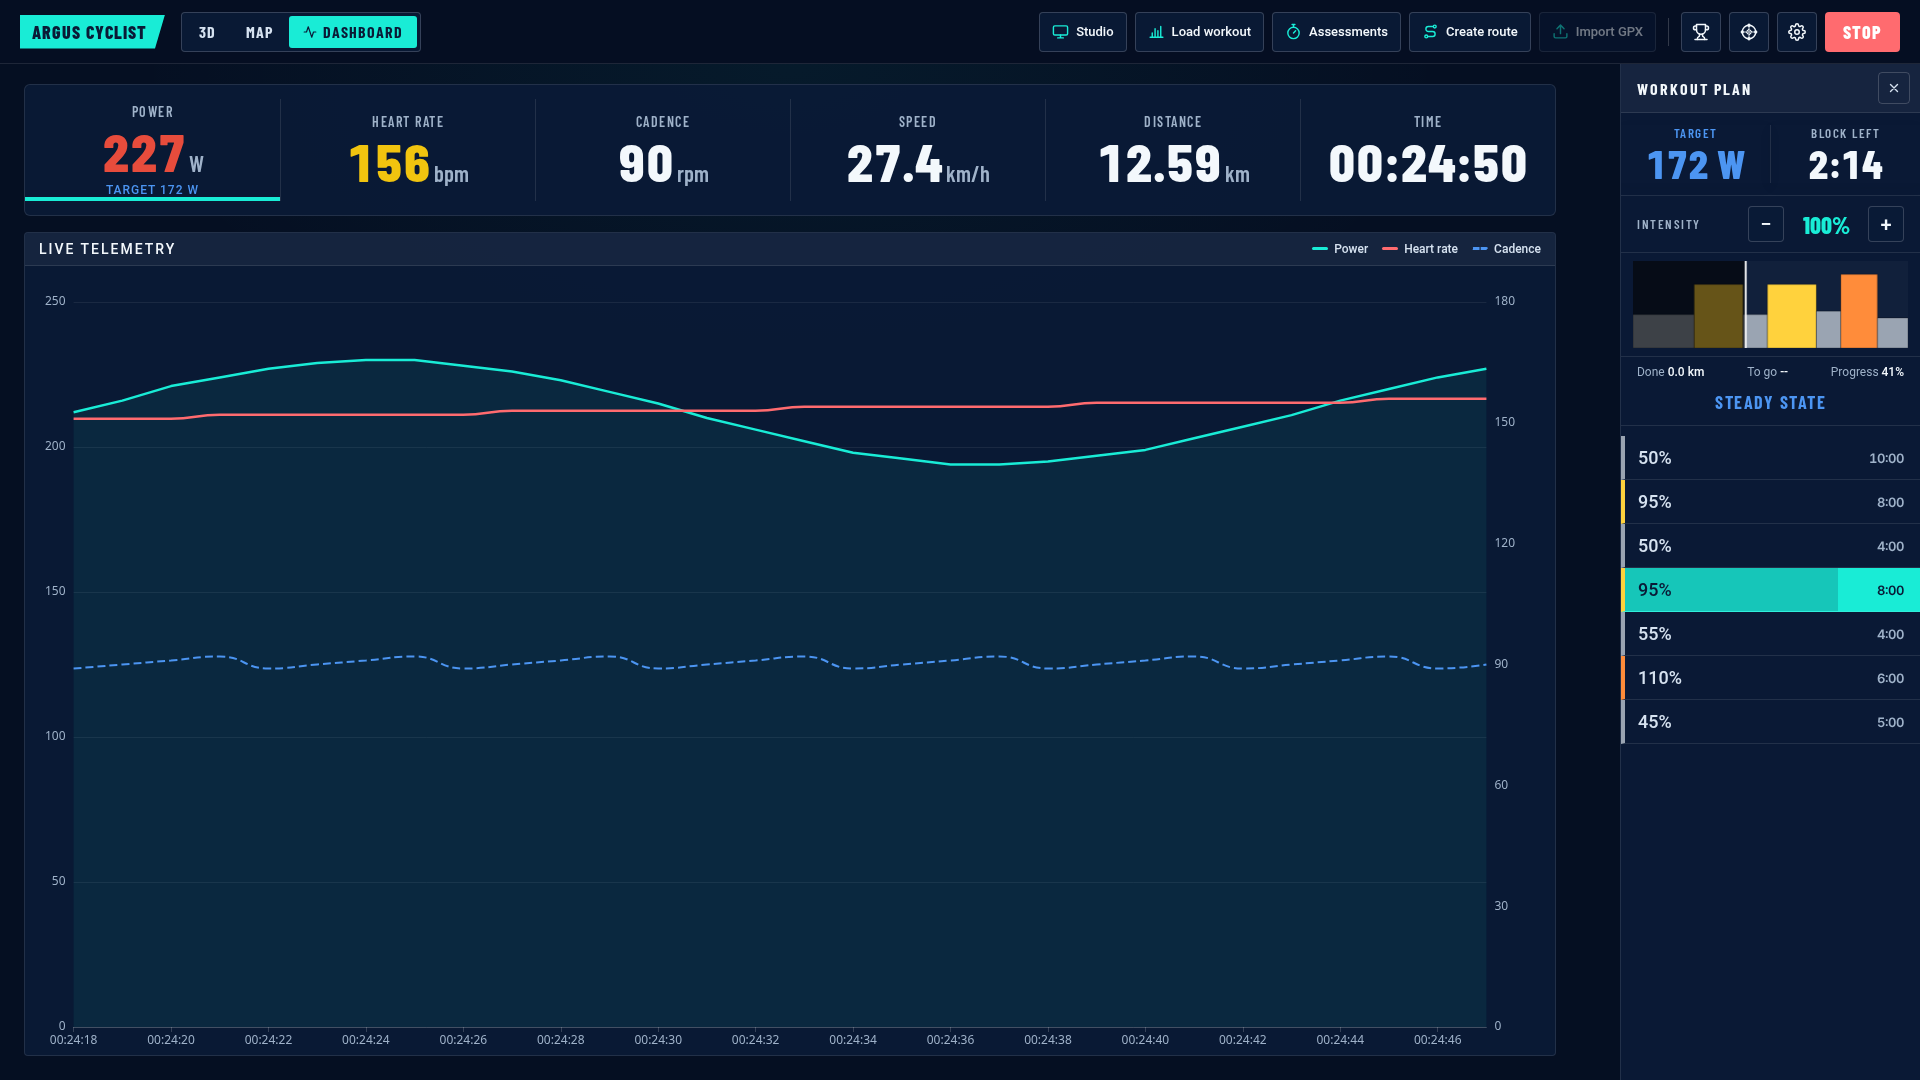 ARGUS CYCLIST
3D
MAP
DASHBOARD
Studio
Load workout
Assessments
Create route
Import GPX
STOP
POWER
227 W
TARGET 172 W
HEART RATE
156 bpm
CADENCE
90 rpm
SPEED
27.4 km/h
DISTANCE
12.59 km
TIME
00:24:50
LIVE TELEMETRY
Power
Heart rate
Cadence
250
200
150
100
50
0
180
150
120
90
60
30
0
00:24:18
00:24:20
00:24:22
00:24:24
00:24:26
00:24:28
00:24:30
00:24:32
00:24:34
00:24:36
00:24:38
00:24:40
00:24:42
00:24:44
00:24:46
WORKOUT PLAN
TARGET
172 W
BLOCK LEFT
2:14
INTENSITY
−
100%
+
Done 0.0 km
To go --
Progress 41%
STEADY STATE
50% 10:00
95% 8:00
50% 4:00
95% 8:00
55% 4:00
110% 6:00
45% 5:00